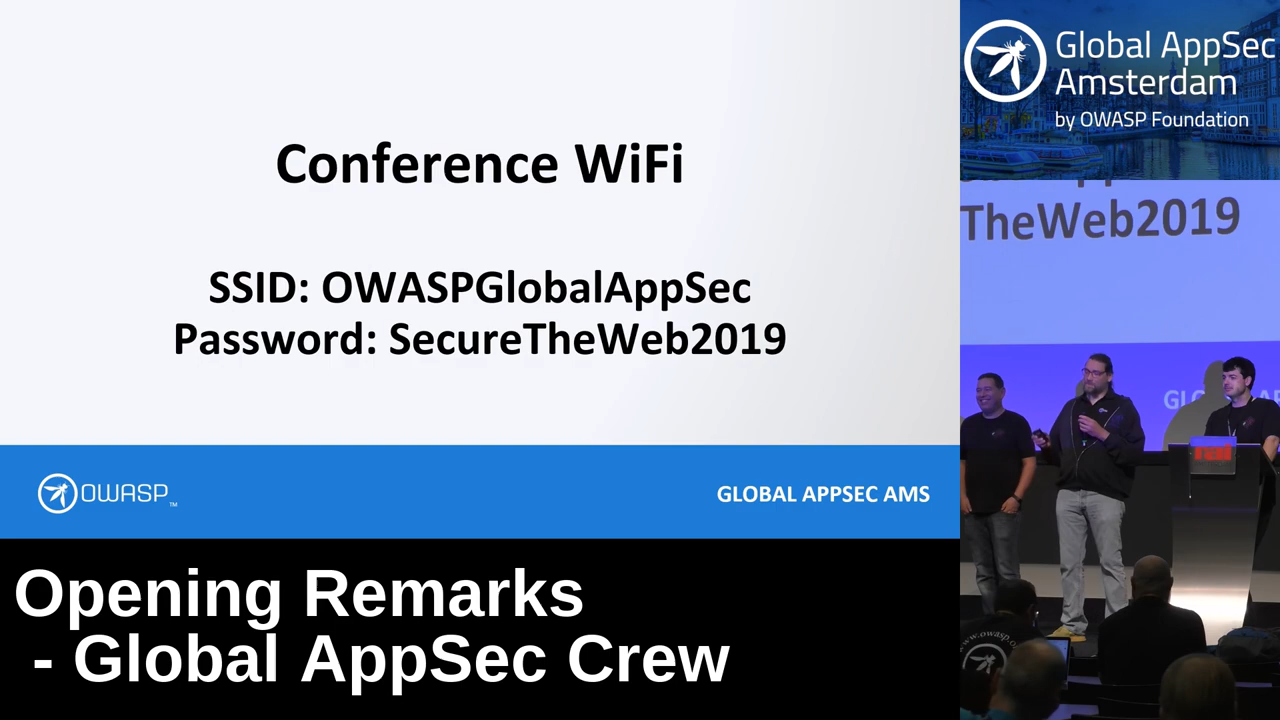 Conference WiFi
SSID: OWASPGlobalAppSec
Password: SecureTheWeb2019
OWASP™
GLOBAL APPSEC AMS
Opening Remarks
- Global AppSec Crew
Global AppSec
Amsterdam
by OWASP Foundation
TheWeb2019